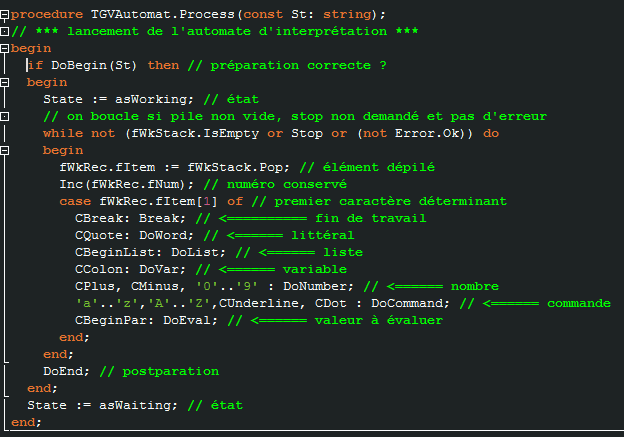 procedure TGVAutomat.Process(const St: string);
// *** lancement de l'automate d'interprétation ***
begin
  if DoBegin(St) then // préparation correcte ?
  begin
    State := asWorking; // état
    // on boucle si pile non vide, stop non demandé et pas d'erreur
    while not (fWkStack.IsEmpty or Stop or (not Error.Ok)) do
    begin
      fWkRec.fItem := fWkStack.Pop; // élément dépilé
      Inc(fWkRec.fNum); // numéro conservé
      case fWkRec.fItem[1] of // premier caractère déterminant
        CBreak: Break; // <========== fin de travail
        CQuote: DoWord; // <====== littéral
        CBeginList: DoList; // <====== liste
        CColon: DoVar; // <====== variable
        CPlus, CMinus, '0'..'9' : DoNumber; // <====== nombre
        'a'..'z','A'..'Z',CUnderline, CDot : DoCommand; // <====== commande
        CBeginPar: DoEval; // <====== valeur à évaluer
      end;
    end;
    DoEnd; // postparation
  end;
  State := asWaiting; // état
end;